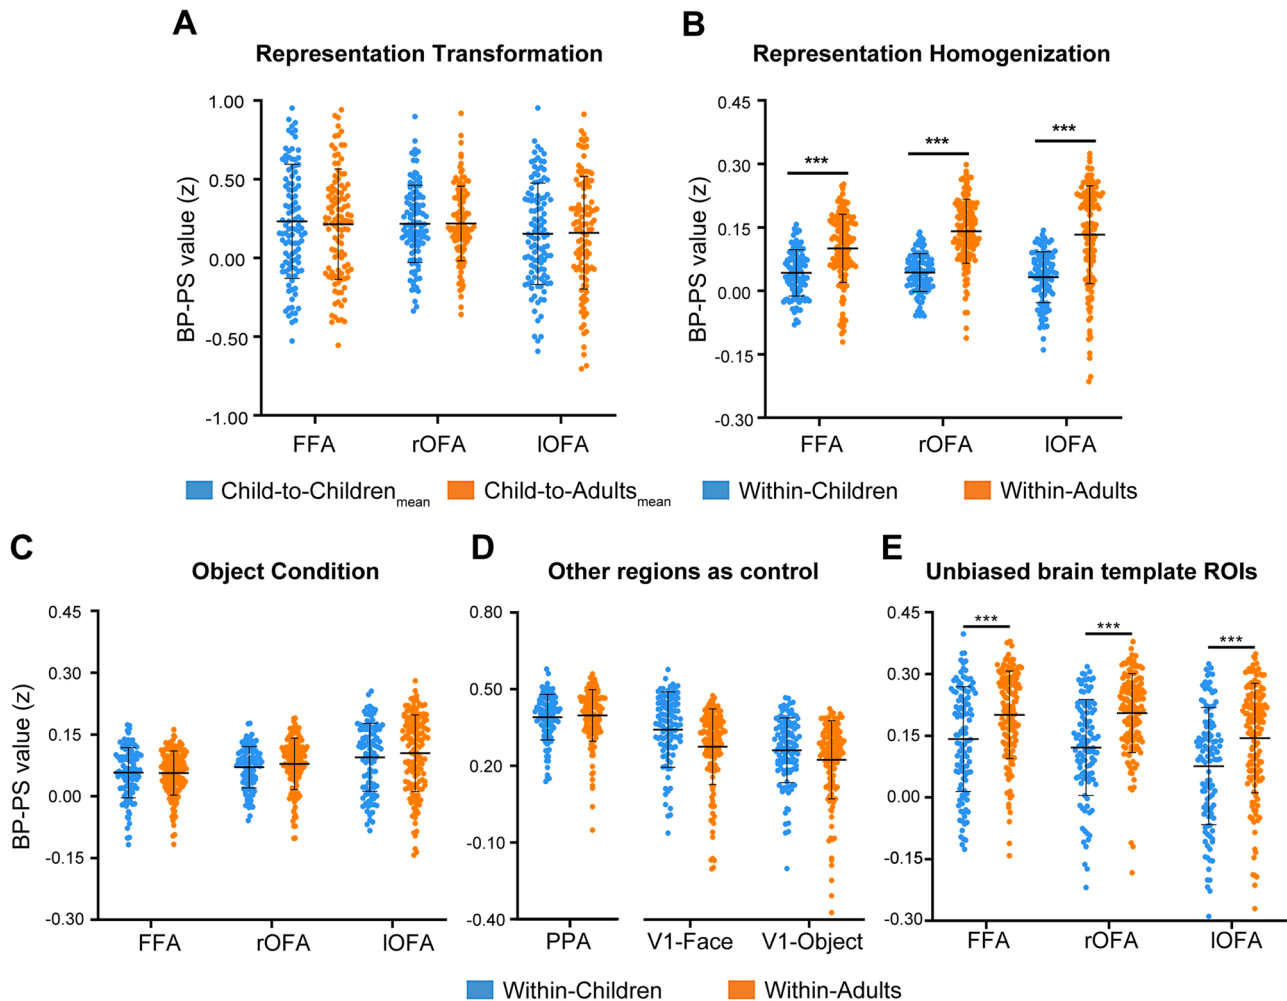 A
Representation Transformation
BP-PS value (z)
1.00
0.50
0.00
-0.50
-1.00
FFA
rOFA
lOFA
Child-to-Childrenmean
Child-to-Adultsmean
B
Representation Homogenization
BP-PS value (z)
0.45
0.30
0.15
0.00
-0.15
-0.30
***
***
***
FFA
rOFA
lOFA
Within-Children
Within-Adults
C
Object Condition
BP-PS value (z)
0.45
0.30
0.15
0.00
-0.15
-0.30
FFA
rOFA
lOFA
D
Other regions as control
0.80
0.50
0.20
-0.10
-0.40
PPA
V1-Face
V1-Object
E
Unbiased brain template ROIs
0.45
0.30
0.15
0.00
-0.15
-0.30
***
***
***
FFA
rOFA
lOFA
Within-Children
Within-Adults